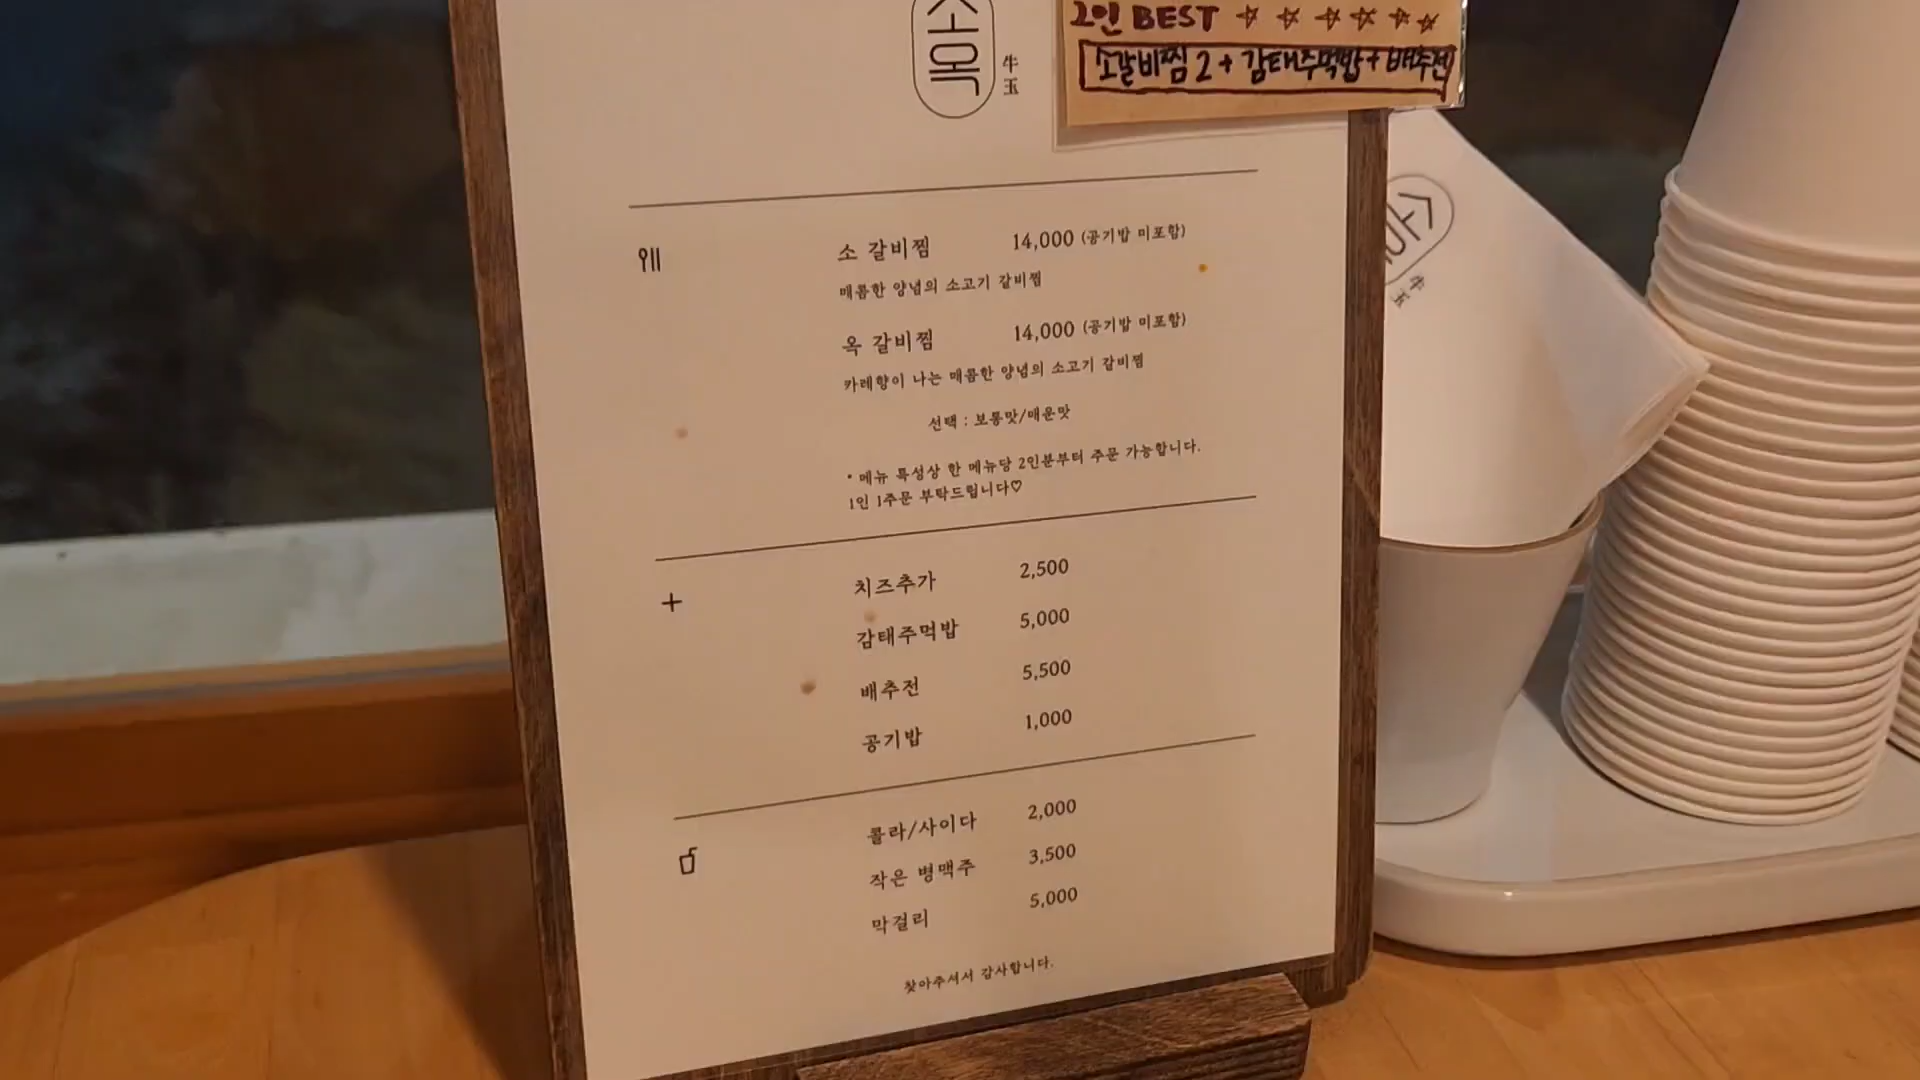 소옥
牛玉
2인 BEST ☆ ☆ ☆ ☆ ☆ ☆
소갈비찜 2 + 감태주먹밥 + 배추전
소 갈비찜 14,000 (공기밥 미포함)
매콤한 양념의 소고기 갈비찜
옥 갈비찜 14,000 (공기밥 미포함)
카레향이 나는 매콤한 양념의 소고기 갈비찜
선택 : 보통맛/매운맛
* 메뉴 특성상 한 메뉴당 2인분부터 주문 가능합니다.
1인 1주문 부탁드립니다♡
+
치즈추가 2,500
감태주먹밥 5,000
배추전 5,500
공기밥 1,000
콜라/사이다 2,000
작은 병맥주 3,500
막걸리 5,000
찾아주셔서 감사합니다.
소
牛玉